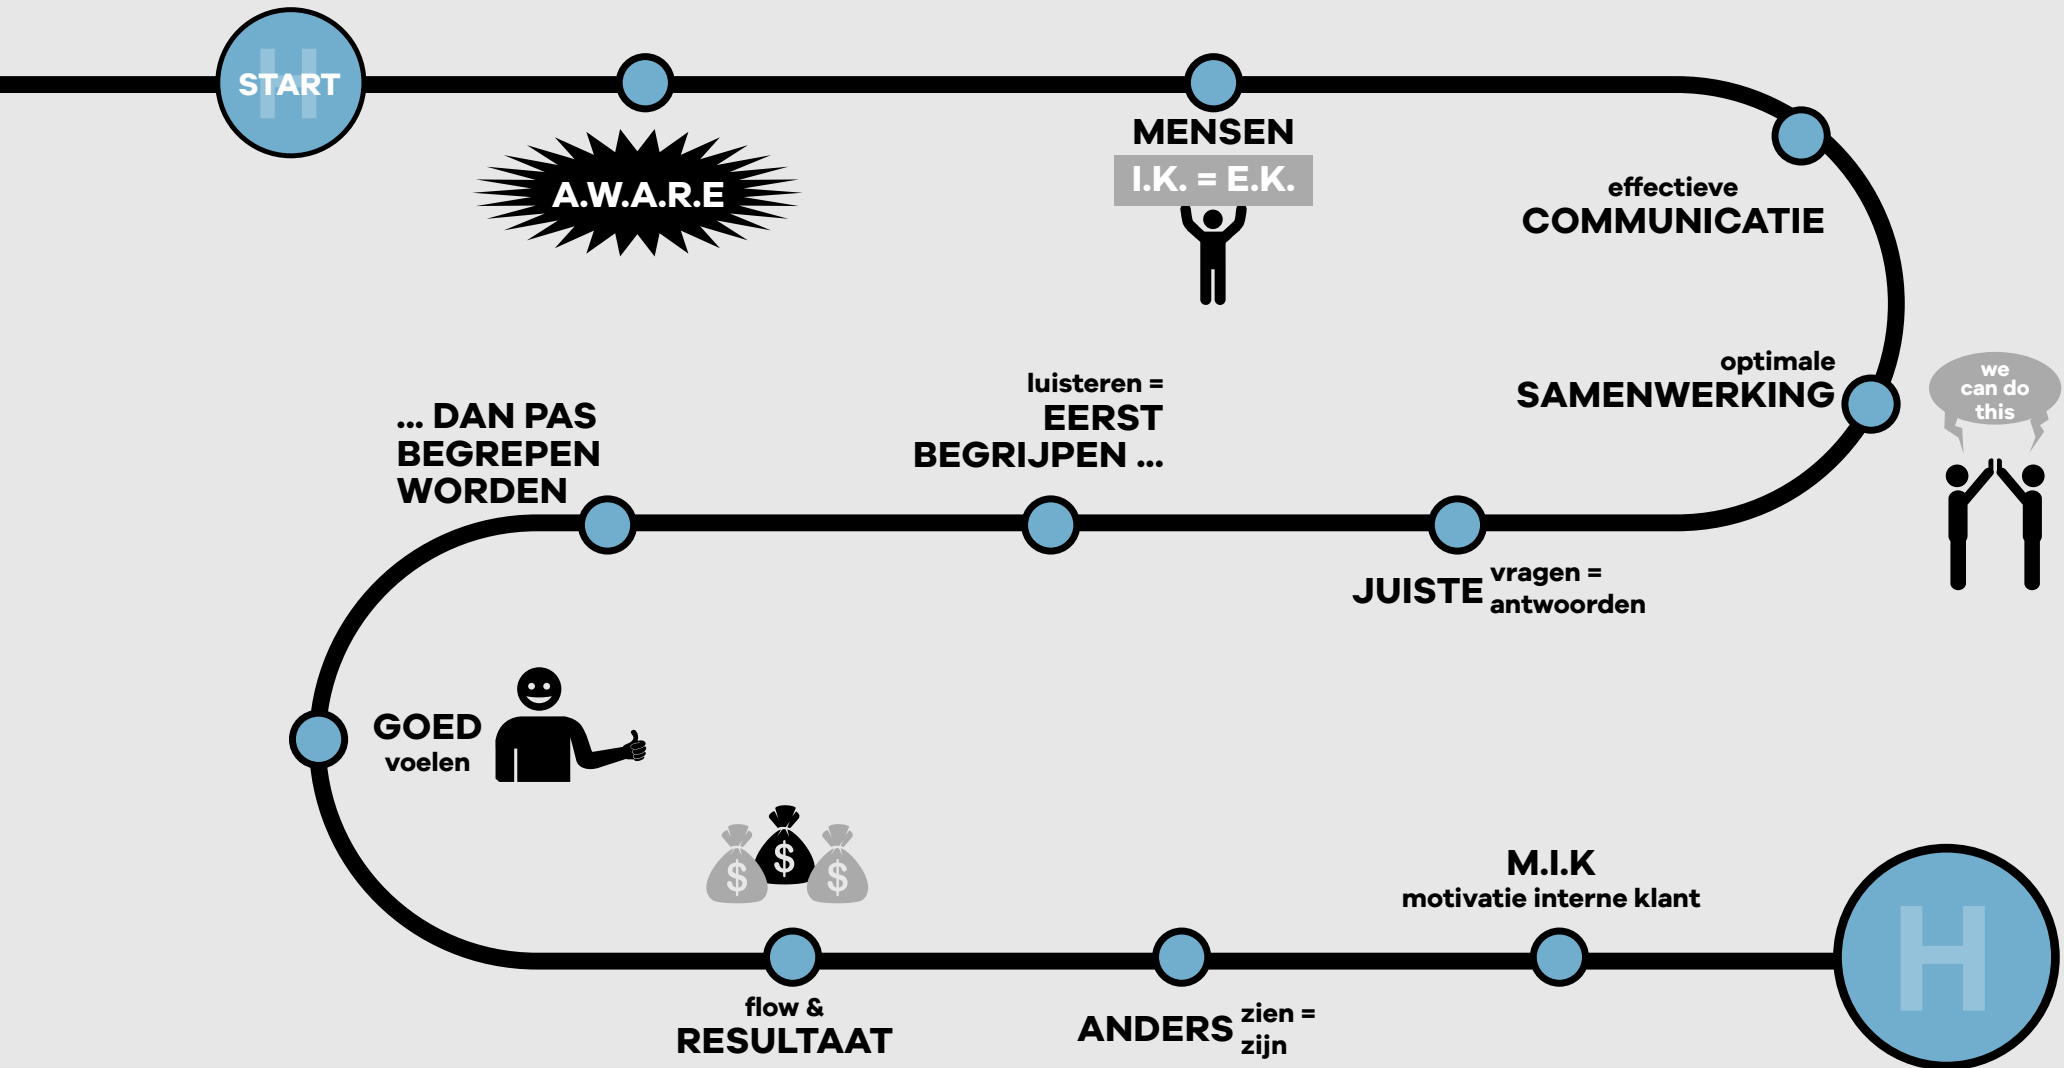 START
A.W.A.R.E
MENSEN
I.K. = E.K.
effectieve
COMMUNICATIE
optimale
SAMENWERKING
we
can do
this
JUISTE vragen =
antwoorden
luisteren =
EERST
BEGRIJPEN ...
... DAN PAS
BEGREPEN
WORDEN
GOED
voelen
$ $ $
flow &
RESULTAAT
ANDERS zien =
zijn
M.I.K
motivatie interne klant
H